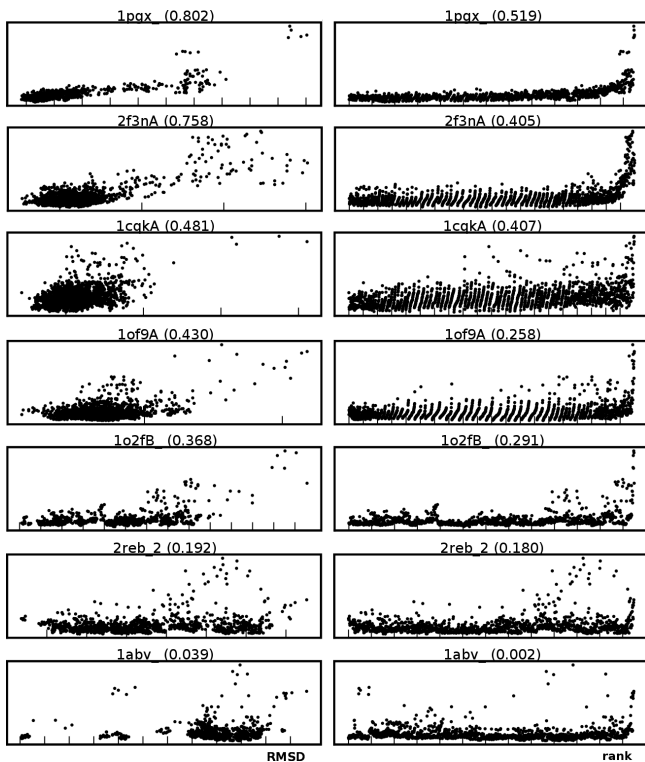 1pgx_ (0.802) 1pgx_ (0.519)
2f3nA (0.758) 2f3nA (0.405)
1cgkA (0.481) 1cgkA (0.407)
1of9A (0.430) 1of9A (0.258)
1o2fB_ (0.368) 1o2fB_ (0.291)
2reb_2 (0.192) 2reb_2 (0.180)
1abv_ (0.039) 1abv_ (0.002)
RMSD rank